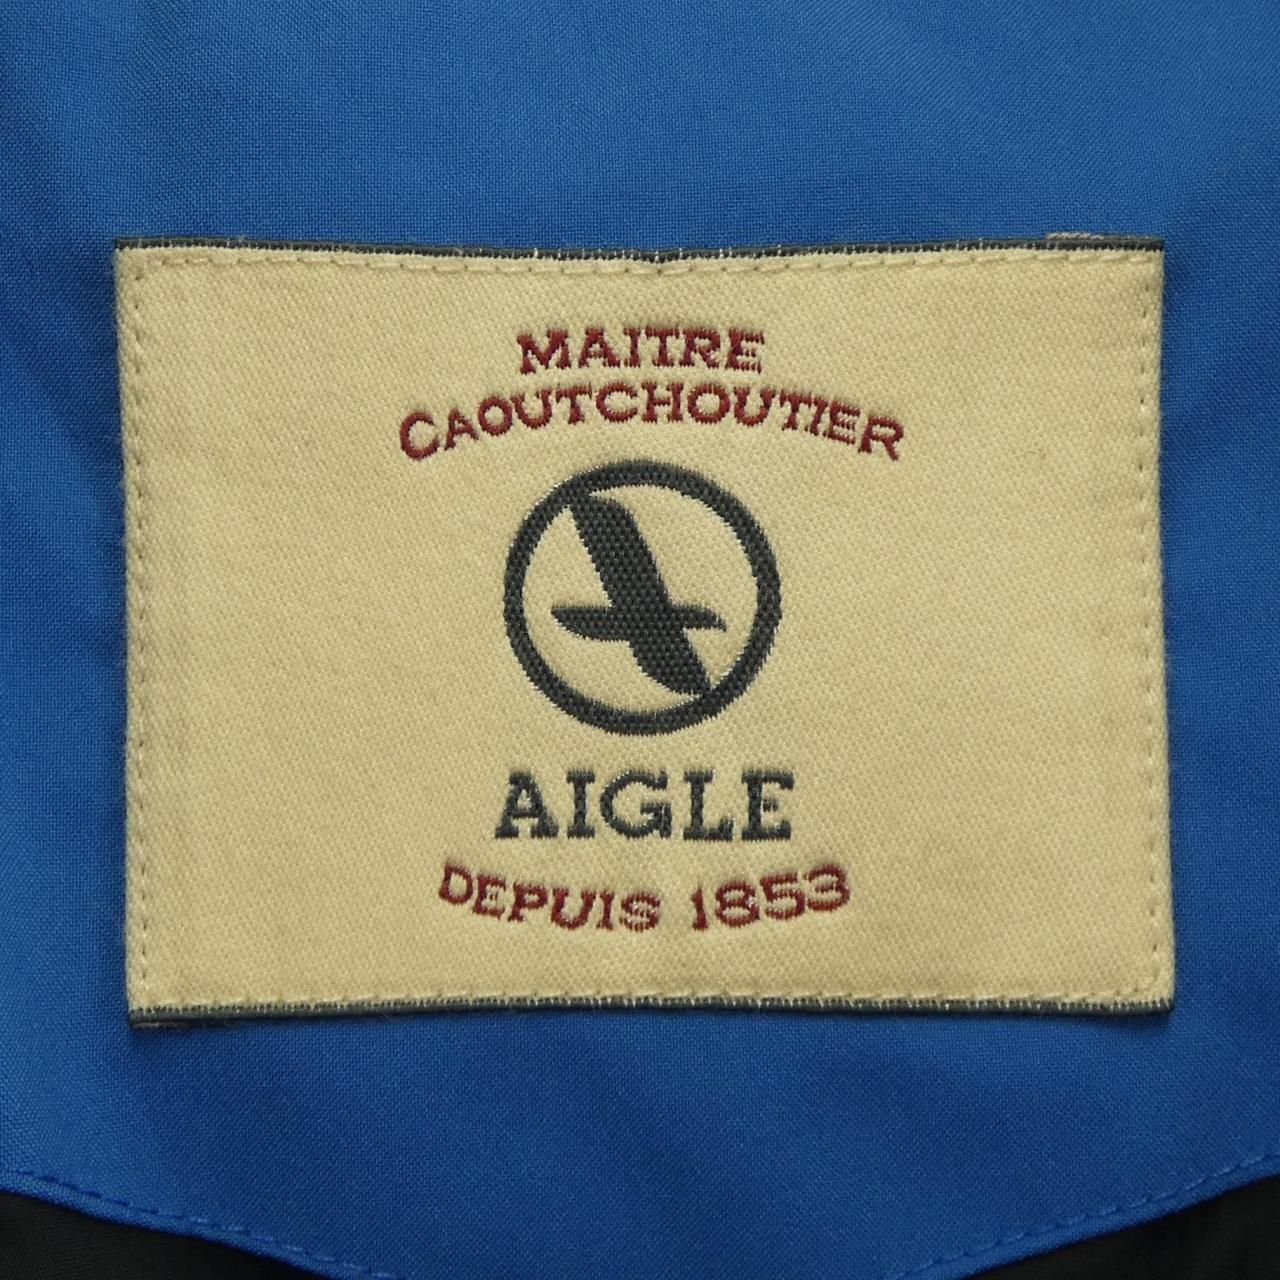 MAITRE
CAOUTCHOUTIER
AIGLE
DEPUIS 1853